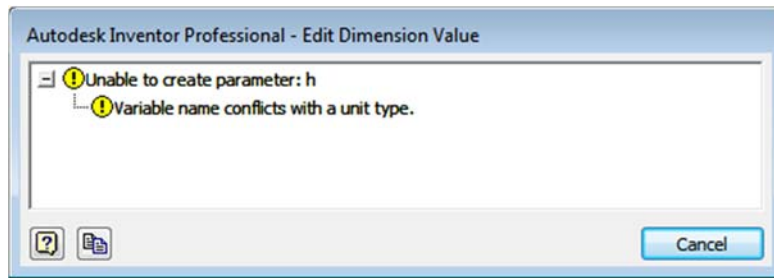 Autodesk Inventor Professional - Edit Dimension Value
Unable to create parameter: h
Variable name conflicts with a unit type.
Cancel